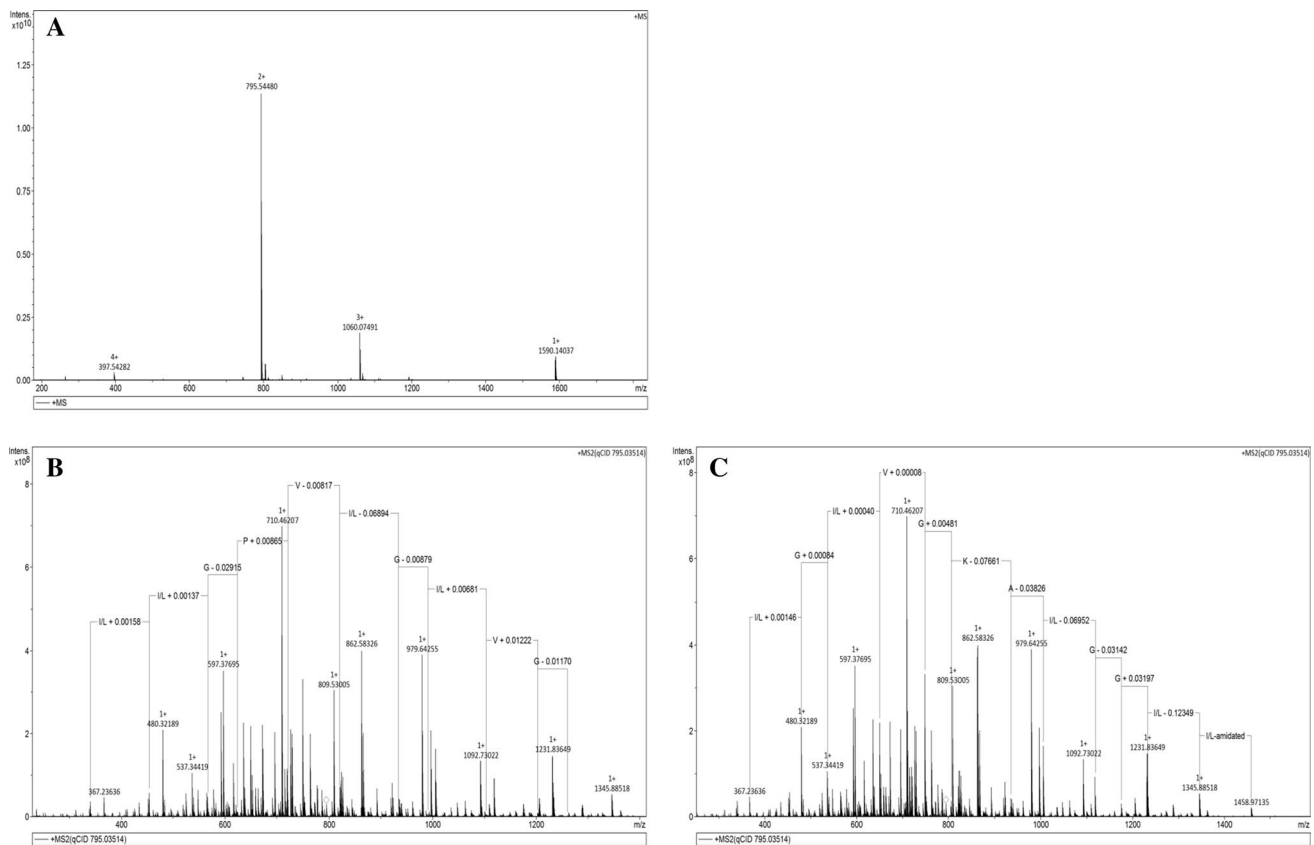 A
Intens.
x10¹⁰
+MS
1.25
1.00
0.75
0.50
0.25
0.00
2+
795.54480
3+
1060.07491
1+
1590.14037
4+
397.54282
200 400 600 800 1000 1200 1400 1600 m/z
+MS
B
Intens.
x10⁸
+MS2(qCID 795.03514)
8
6
4
2
0
V - 0.00817
I/L - 0.06894
P + 0.00865
G - 0.02915
G - 0.00879
I/L + 0.00137
I/L + 0.00681
I/L + 0.00158
V + 0.01222
G - 0.01170
1+
710.46207
1+
597.37695
1+
862.58326
1+
979.64255
1+
809.53005
1+
480.32189
1+
537.34419
367.23636
1+
1092.73022
1+
1231.83649
1+
1345.88518
400 600 800 1000 1200 m/z
+MS2(qCID 795.03514)
C
Intens.
x10⁸
+MS2(qCID 795.03514)
8
6
4
2
0
V + 0.00008
I/L + 0.00040
G + 0.00481
G + 0.00084
K - 0.07661
A - 0.03826
I/L + 0.00146
I/L - 0.06952
G - 0.03142
G + 0.03197
I/L - 0.12349
I/L-amidated
1+
710.46207
1+
597.37695
1+
862.58326
1+
979.64255
1+
809.53005
1+
480.32189
1+
537.34419
367.23636
1+
1092.73022
1+
1231.83649
1+
1345.88518
1458.97135
400 600 800 1000 1200 1400 m/z
+MS2(qCID 795.03514)